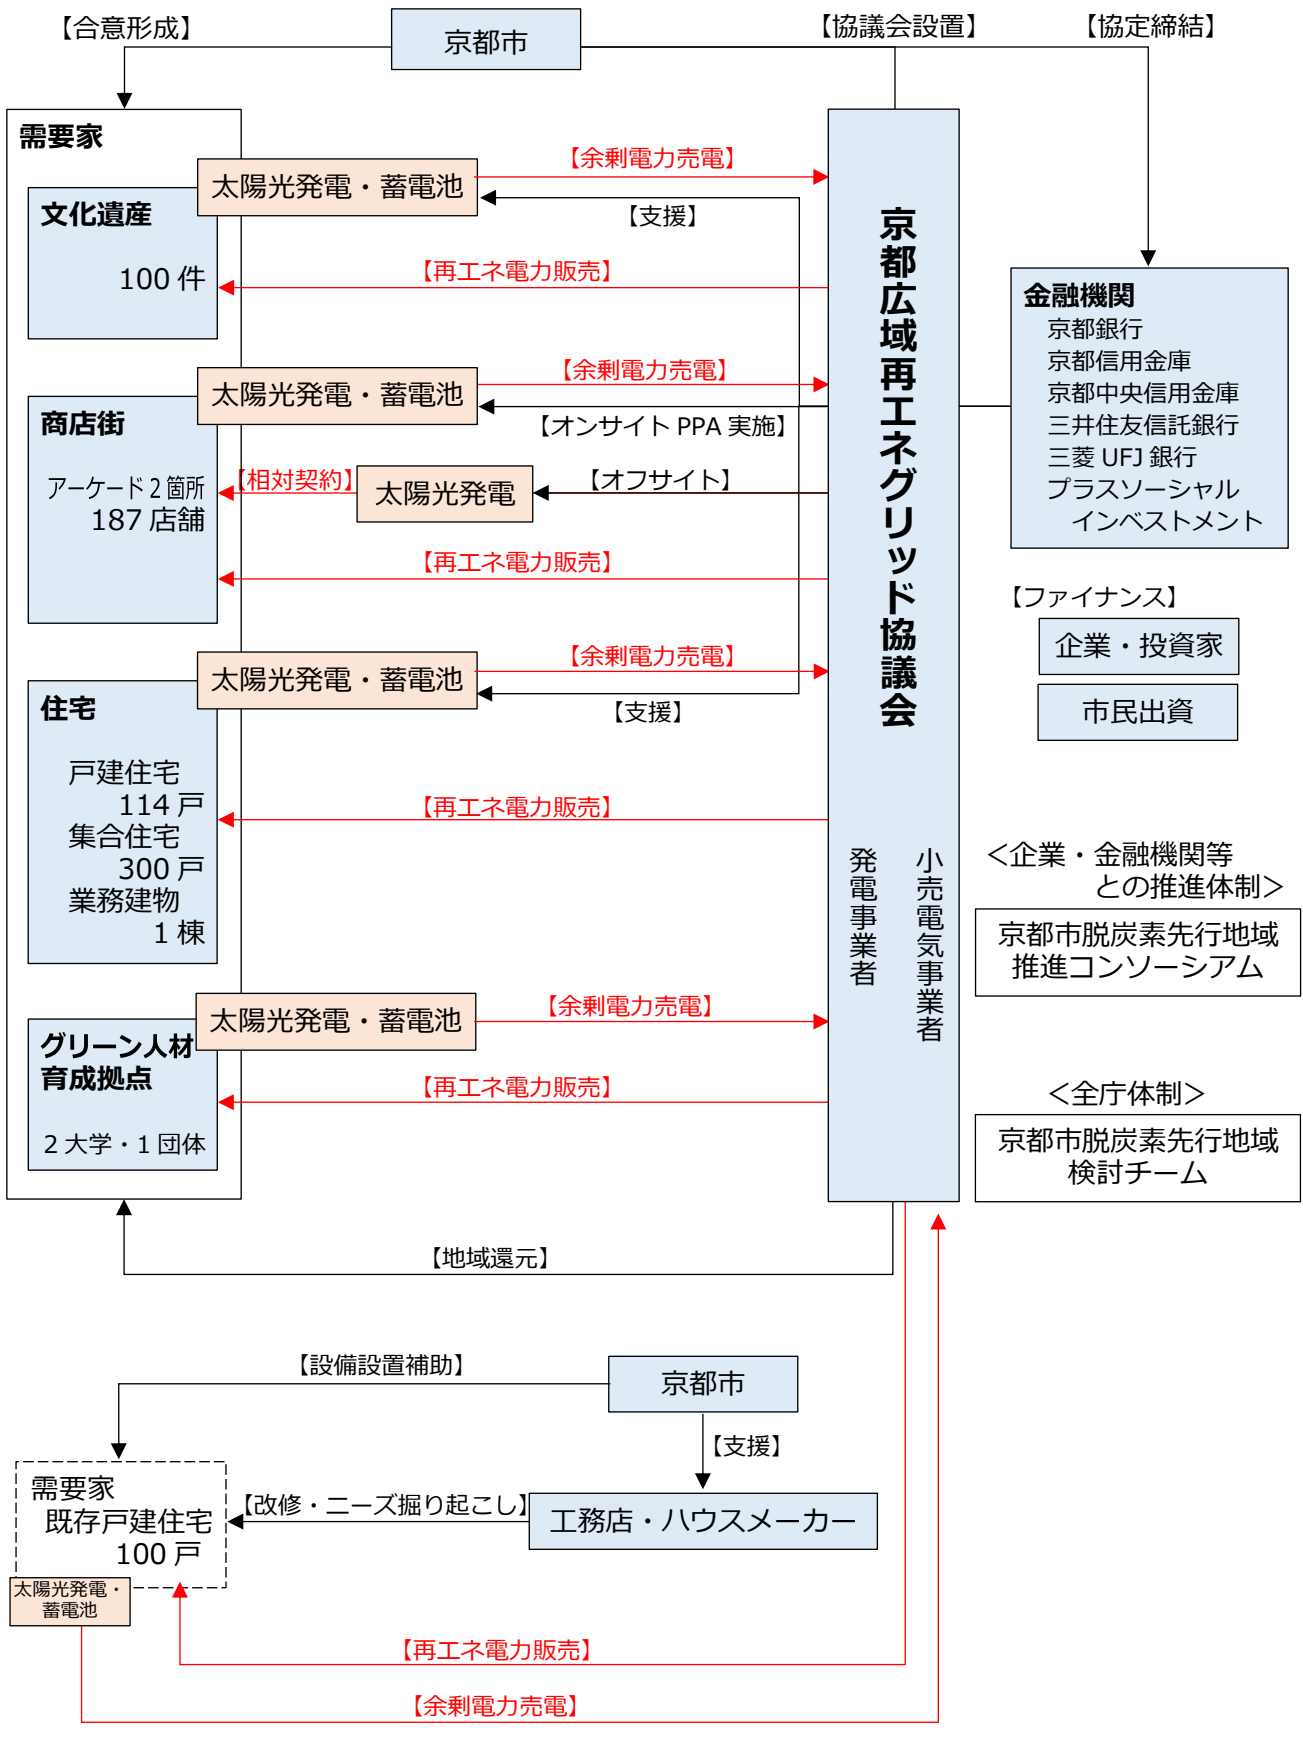 【合意形成】
京都市
【協議会設置】
【協定締結】
需要家
太陽光発電・蓄電池
【余剰電力売電】
【支援】
文化遺産
100 件
【再エネ電力販売】
太陽光発電・蓄電池
【余剰電力売電】
【オンサイト PPA 実施】
商店街
アーケード 2 箇所
187 店舗
【相対契約】
太陽光発電
【オフサイト】
【再エネ電力販売】
太陽光発電・蓄電池
【余剰電力売電】
【支援】
住宅
戸建住宅
114 戸
集合住宅
300 戸
業務建物
1 棟
【再エネ電力販売】
太陽光発電・蓄電池
【余剰電力売電】
グリーン人材
育成拠点
2 大学・1 団体
【再エネ電力販売】
京都広域再エネグリッド協議会
発電事業者
小売電気事業者
金融機関
京都銀行
京都信用金庫
京都中央信用金庫
三井住友信託銀行
三菱 UFJ 銀行
プラスソーシャル
インベストメント
【ファイナンス】
企業・投資家
市民出資
＜企業・金融機関等
との推進体制＞
京都市脱炭素先行地域
推進コンソーシアム
＜全庁体制＞
京都市脱炭素先行地域
検討チーム
【地域還元】
【設備設置補助】
京都市
【支援】
需要家
既存戸建住宅
100 戸
【改修・ニーズ掘り起こし】
工務店・ハウスメーカー
太陽光発電・
蓄電池
【再エネ電力販売】
【余剰電力売電】